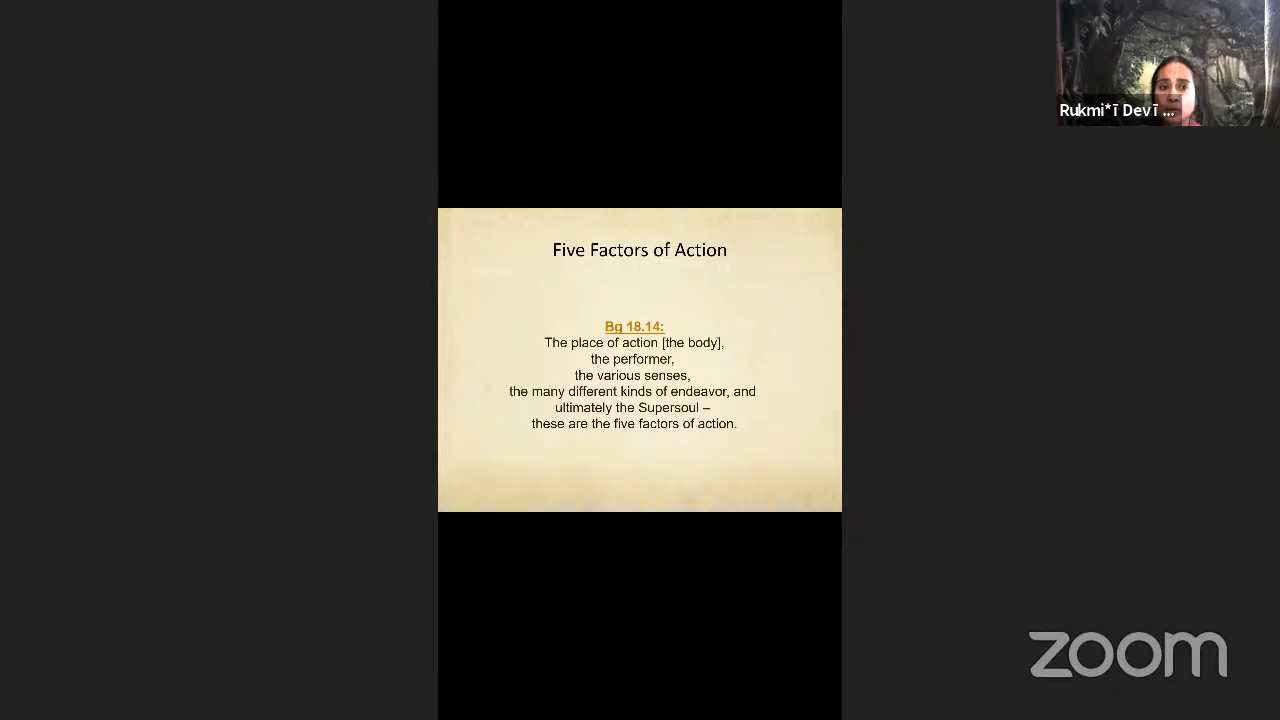 Rukmi*ī Devī ...
Five Factors of Action
Bg 18.14:
The place of action [the body],
the performer,
the various senses,
the many different kinds of endeavor, and
ultimately the Supersoul –
these are the five factors of action.
zoom